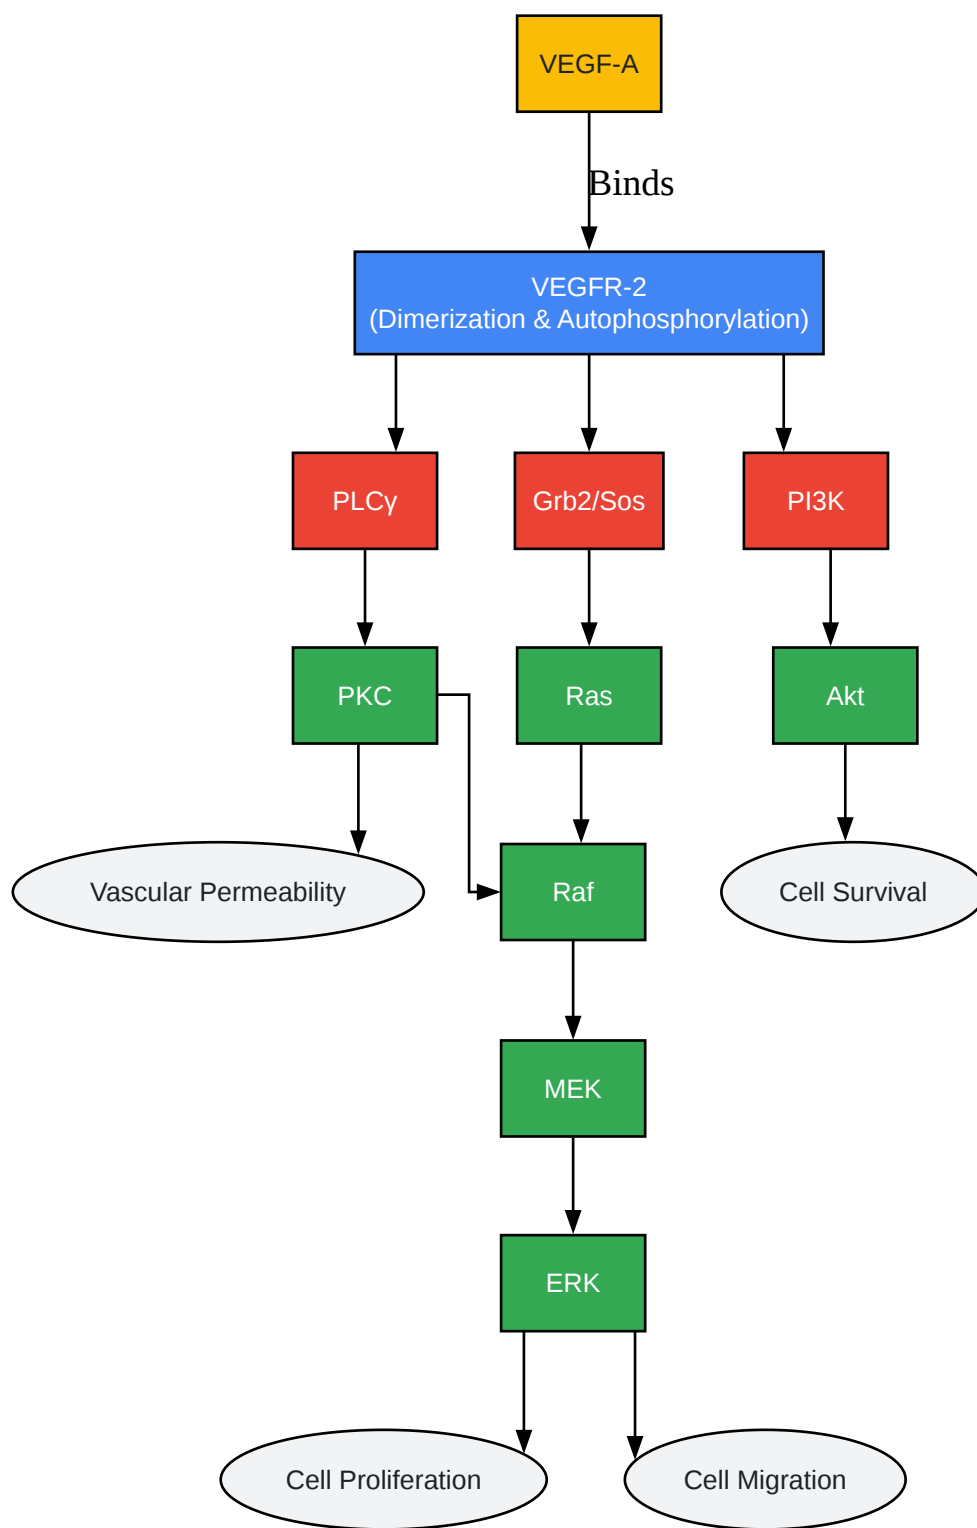 VEGF-A
Binds
VEGFR-2
(Dimerization & Autophosphorylation)
PLCγ
Grb2/Sos
PI3K
PKC
Ras
Akt
Vascular Permeability
Raf
Cell Survival
MEK
ERK
Cell Proliferation
Cell Migration